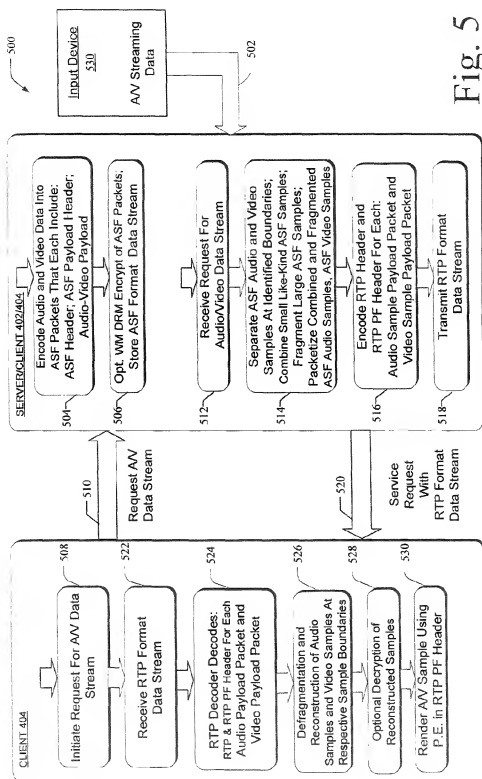 500
Input Device
530
A/V Streaming
Data
502
SERVER/CLIENT 402/404
Encode Audio and Video Data Into
ASF Packets That Each Include:
ASF Header; ASF Payload Header;
Audio-Video Payload
504
Opt. WM DRM Encrypt of ASF Packets;
Store ASF Format Data Stream
506
Receive Request For
Audio/Video Data Stream
512
Separate ASF Audio and Video
Samples At Identified Boundaries;
Combine Small Like-Kind ASF Samples;
Fragment Large ASF Samples;
Packetize Combined and Fragmented
ASF Audio Samples, ASF Video Samples
514
Encode RTP Header and
RTP PF Header For Each:
Audio Sample Payload Packet and
Video Sample Payload Packet
516
Transmit RTP Format
Data Stream
518
510
Request A/V
Data Stream
520
Service
Request
With
RTP Format
Data Stream
CLIENT 404
508
Initiate Request For A/V Data
Stream
522
Receive RTP Format
Data Stream
524
RTP Decoder Decodes:
RTP & RTP PF Header For Each
Audio Payload Packet and
Video Payload Packet
526
Defragmentation and
Reconstruction of Audio
Samples and Video Samples At
Respective Sample Boundaries
528
Optional Decryption of
Reconstructed Samples
530
Render A/V Sample Using
P.E. in RTP PF Header
Fig. 5